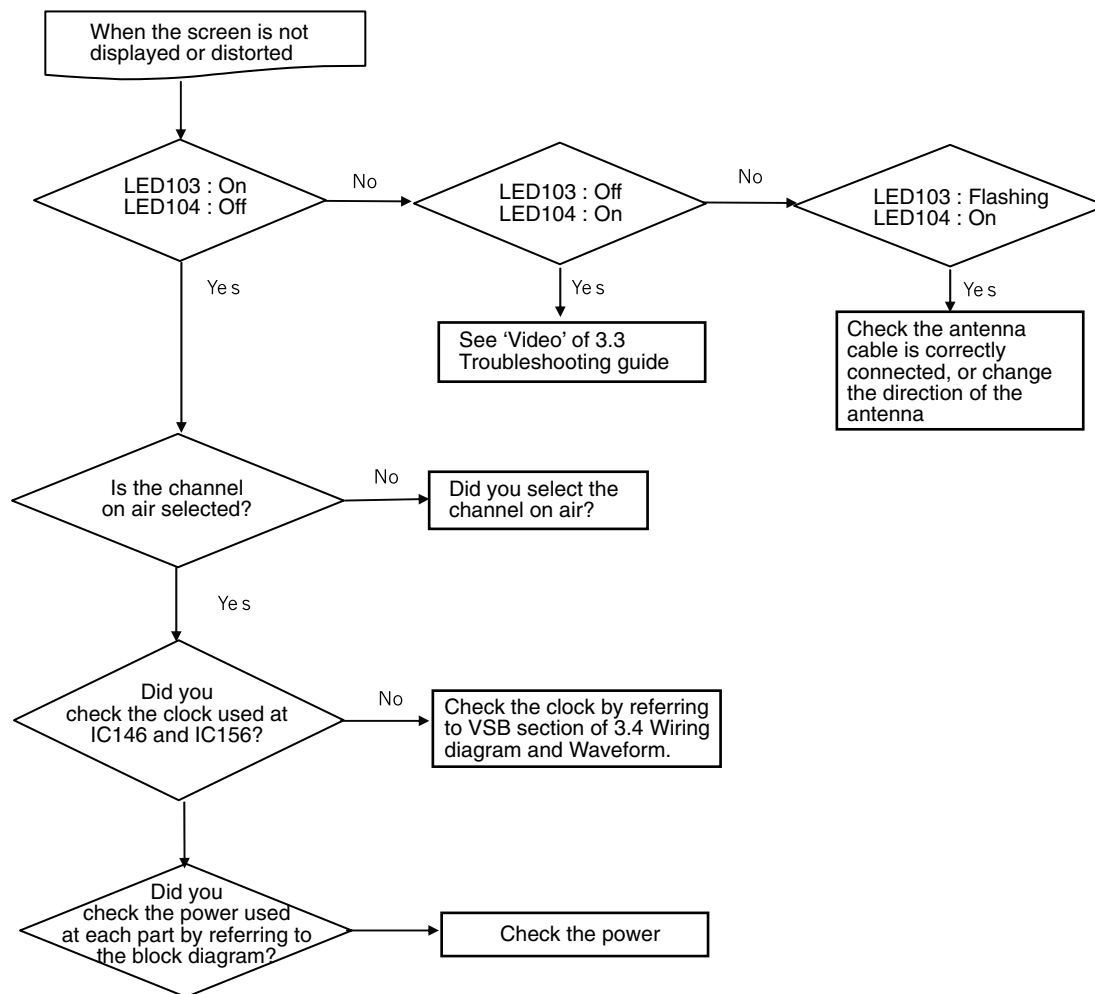 When the screen is not
displayed or distorted
LED103 : On
LED104 : Off
No
LED103 : Off
LED104 : On
No
LED103 : Flashing
LED104 : On
Yes
Yes
Yes
See ‘Video’ of 3.3
Troubleshooting guide
Check the antenna
cable is correctly
connected, or change
the direction of the
antenna
Is the channel
on air selected?
No
Did you select the
channel on air?
Yes
Did you
check the clock used at
IC146 and IC156?
No
Check the clock by referring
to VSB section of 3.4 Wiring
diagram and Waveform.
Did you
check the power used
at each part by referring to
the block diagram?
Check the power